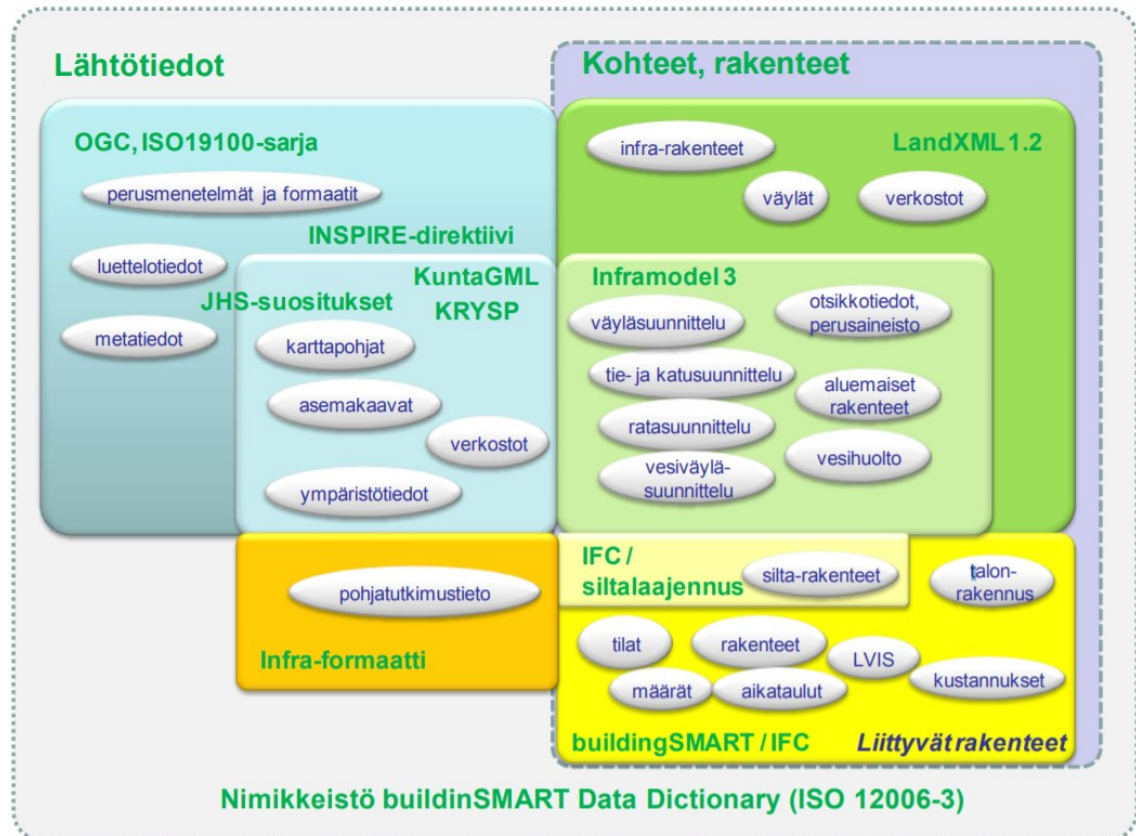 Lähtötiedot
OGC, ISO19100-sarja
perusmenetelmät ja formaatit
INSPIRE-direktiivi
luettelotiedot
KuntaGML
JHS-suositukset
KRYSP
metatiedot
karttapohjat
asemakaavat
verkostot
ympäristötiedot
pohjatutkimustieto
Infra-formaatti
Kohteet, rakenteet
infra-rakenteet
LandXML 1.2
väylät
verkostot
Inframodel 3
otsikkotiedot,
perusaineisto
väyläsuunnittelu
tie- ja katusuunnittelu
aluemaiset
rakenteet
ratasuunnittelu
vesihuolto
vesiväylä-
suunnittelu
IFC /
siltalaajennus
silta-rakenteet
talon-
rakennus
tilat
rakenteet
LVIS
määrät
aikataulut
kustannukset
buildingSMART / IFC
Liittyvät rakenteet
Nimikkeistö buildinSMART Data Dictionary (ISO 12006-3)